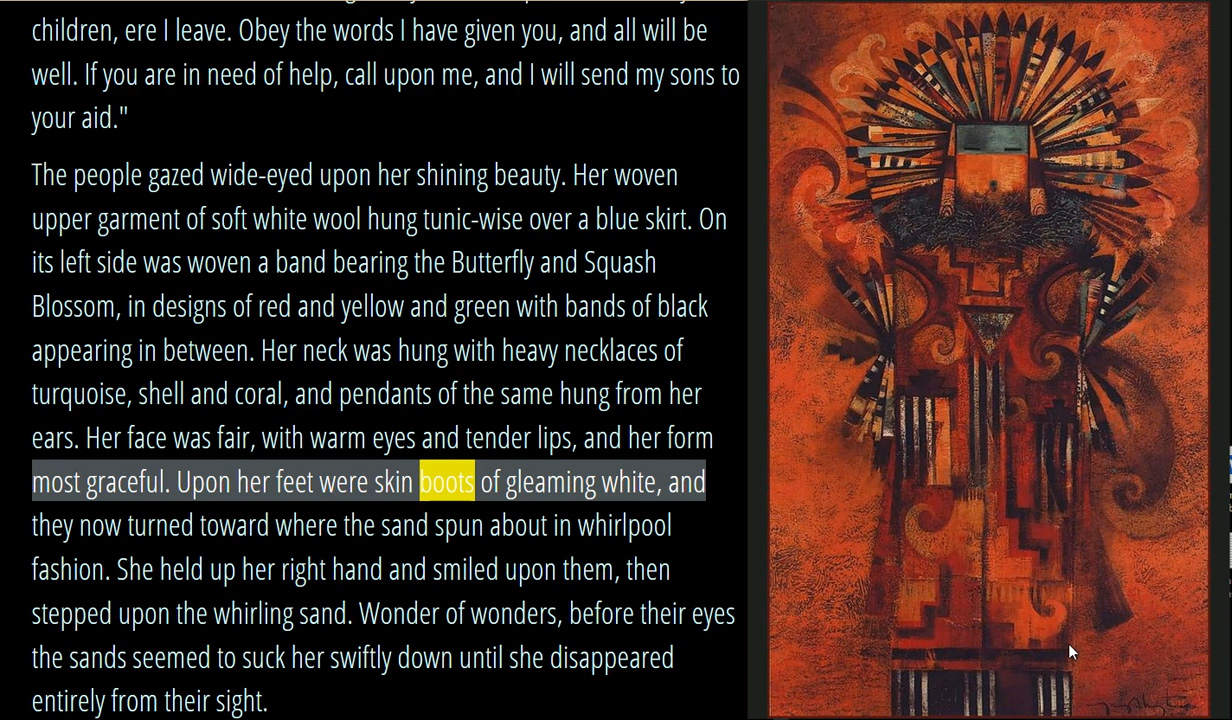 children, ere I leave. Obey the words I have given you, and all will be
well. If you are in need of help, call upon me, and I will send my sons to
your aid."
The people gazed wide-eyed upon her shining beauty. Her woven
upper garment of soft white wool hung tunic-wise over a blue skirt. On
its left side was woven a band bearing the Butterfly and Squash
Blossom, in designs of red and yellow and green with bands of black
appearing in between. Her neck was hung with heavy necklaces of
turquoise, shell and coral, and pendants of the same hung from her
ears. Her face was fair, with warm eyes and tender lips, and her form
most graceful. Upon her feet were skin boots of gleaming white, and
they now turned toward where the sand spun about in whirlpool
fashion. She held up her right hand and smiled upon them, then
stepped upon the whirling sand. Wonder of wonders, before their eyes
the sands seemed to suck her swiftly down until she disappeared
entirely from their sight.